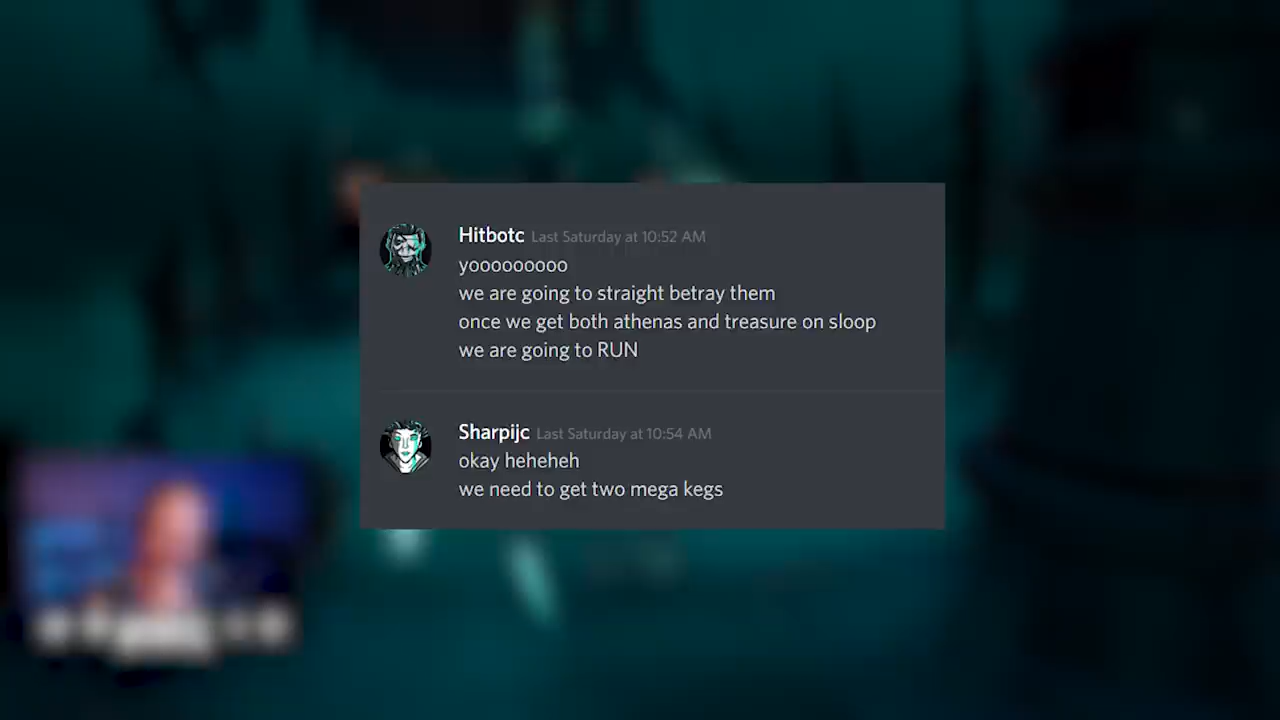 Hitbotc Last Saturday at 10:52 AM
yooooooooo
we are going to straight betray them
once we get both athenas and treasure on sloop
we are going to RUN
Sharpijc Last Saturday at 10:54 AM
okay heheheh
we need to get two mega kegs